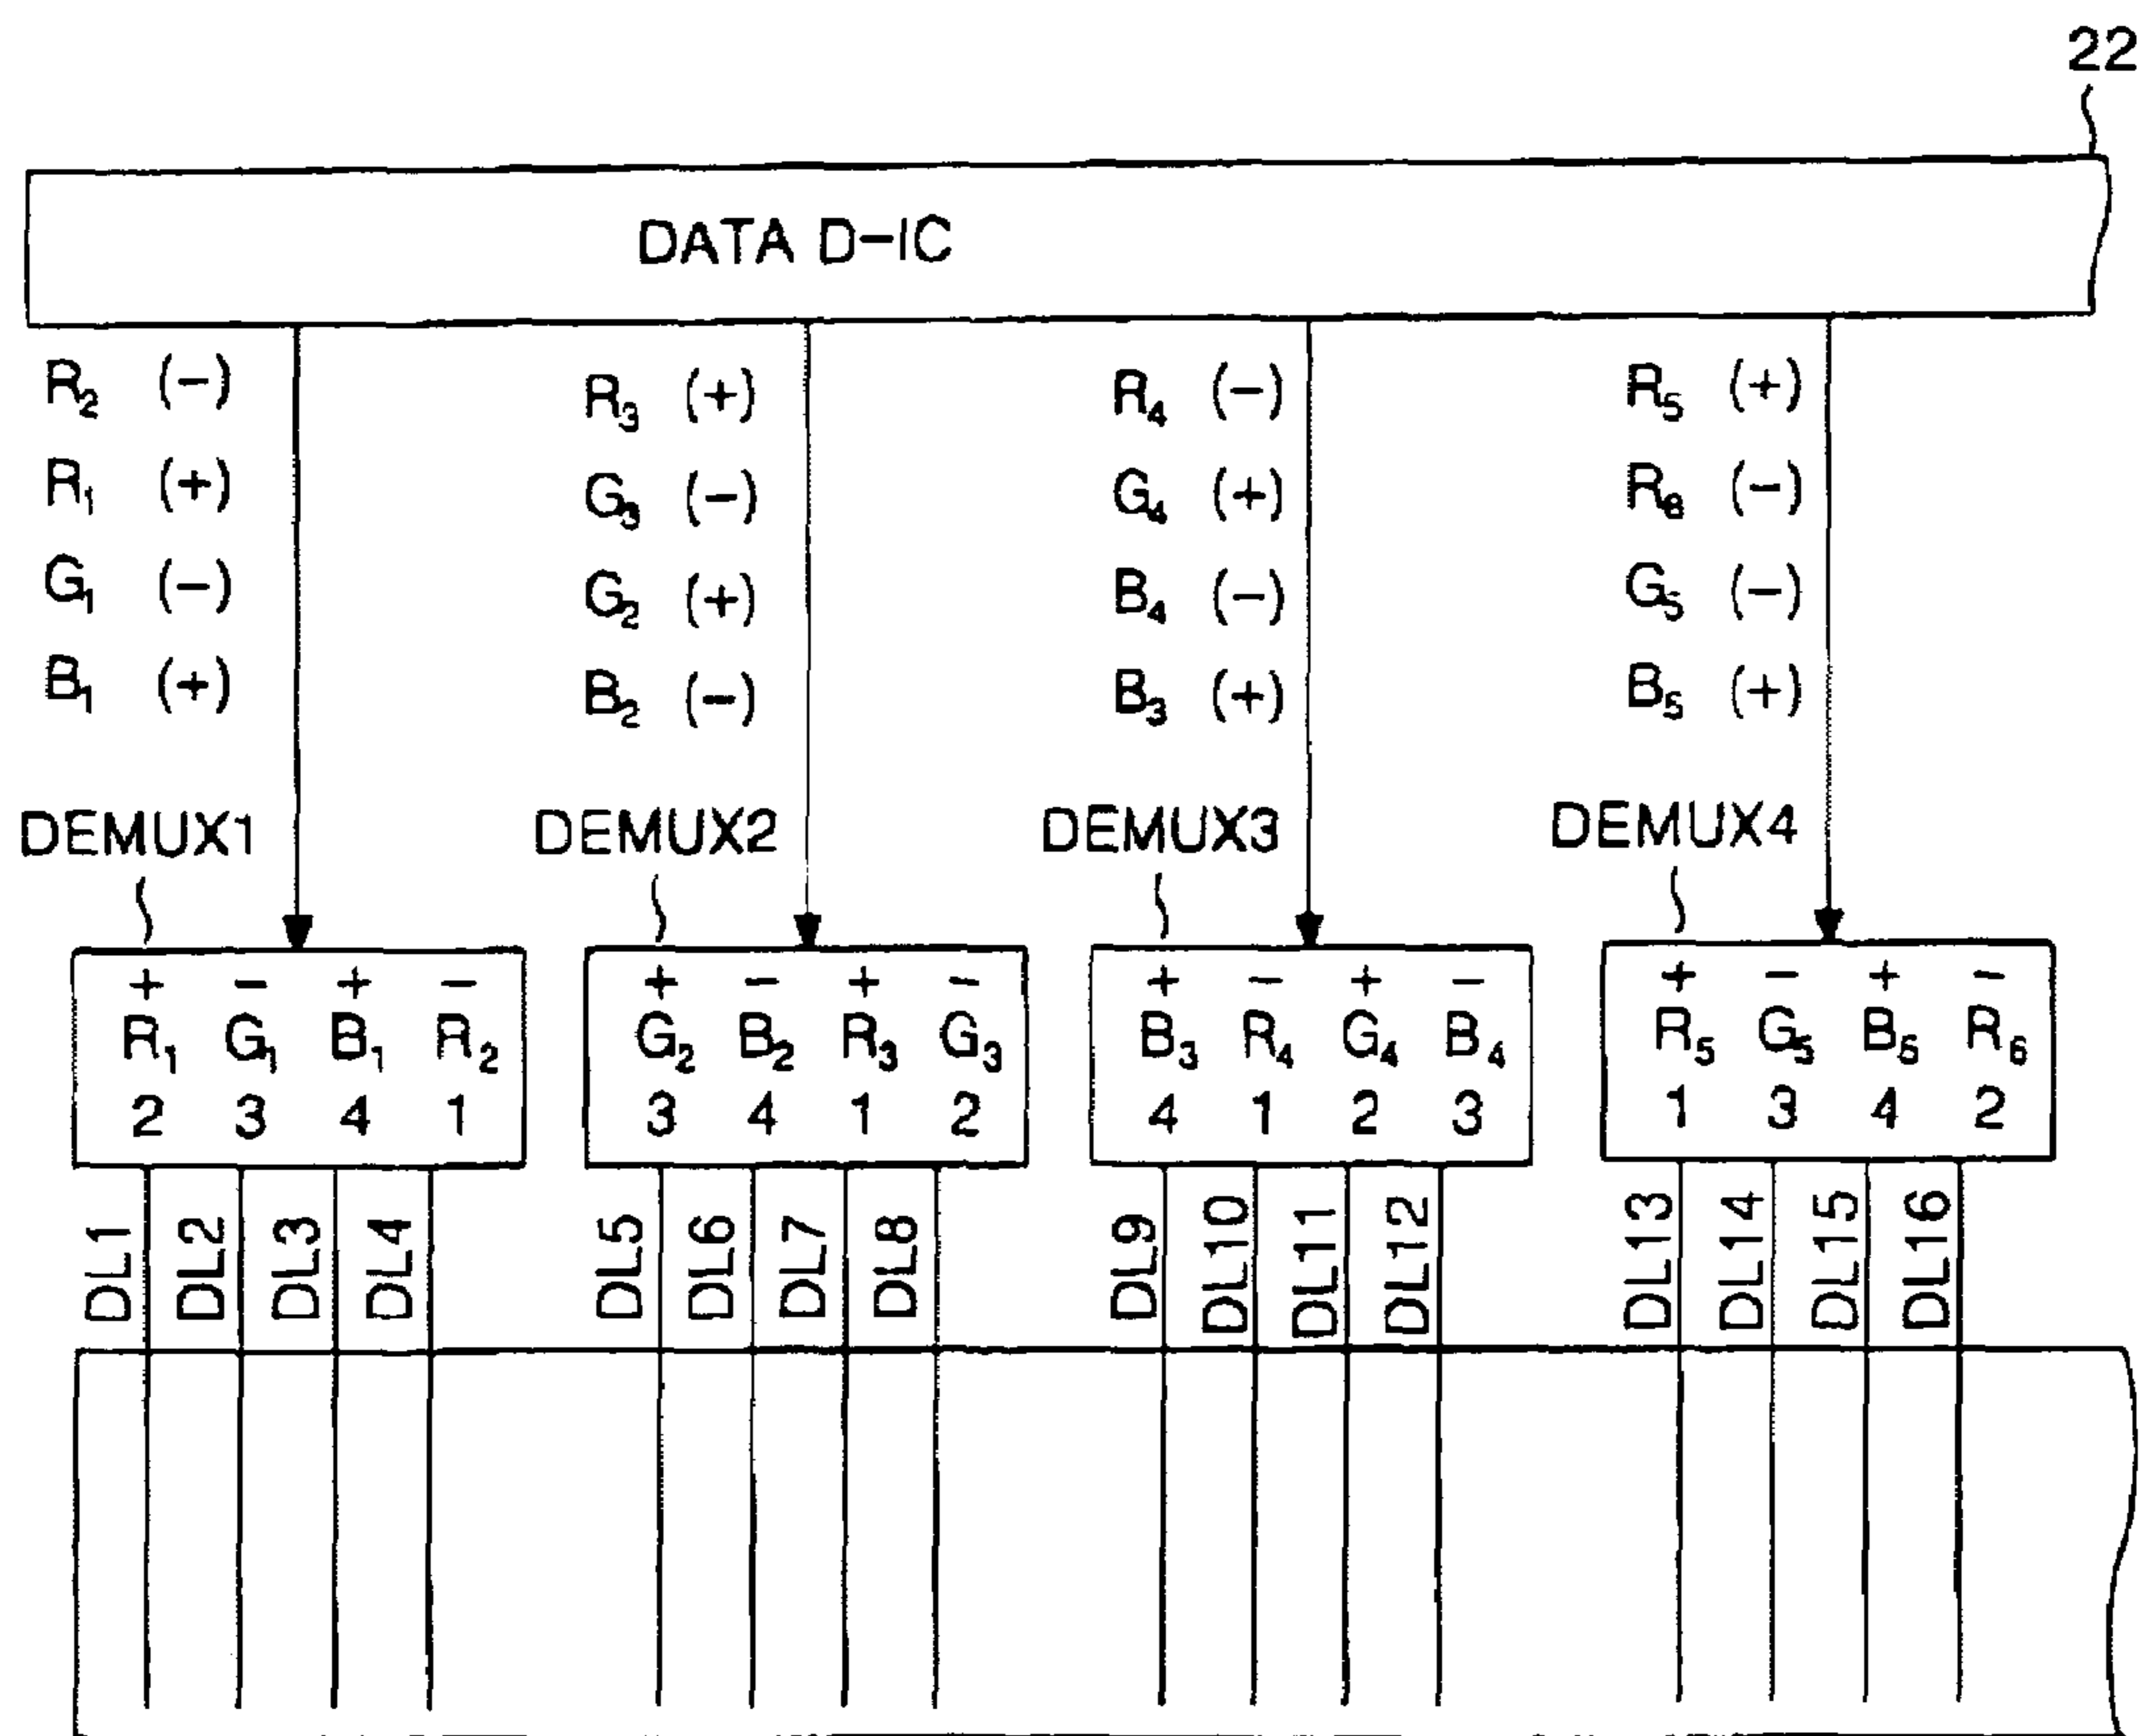 22
DATA D-IC
R2 (-) R3 (+) R4 (-) R5 (+)
R1 (+) G3 (-) G4 (+) R6 (-)
G1 (-) G2 (+) B4 (-) G5 (-)
B1 (+) B2 (-) B3 (+) B5 (+)
DEMUX1 DEMUX2 DEMUX3 DEMUX4
+ - + - + - + - + - + - + - + -
R1 G1 B1 R2 G2 B2 R3 G3 B3 R4 G4 B4 R5 G5 B5 R6
2 3 4 1 3 4 1 2 4 1 2 3 1 3 4 2
DL1 DL2 DL3 DL4 DL5 DL6 DL7 DL8 DL9 DL10 DL11 DL12 DL13 DL14 DL15 DL16